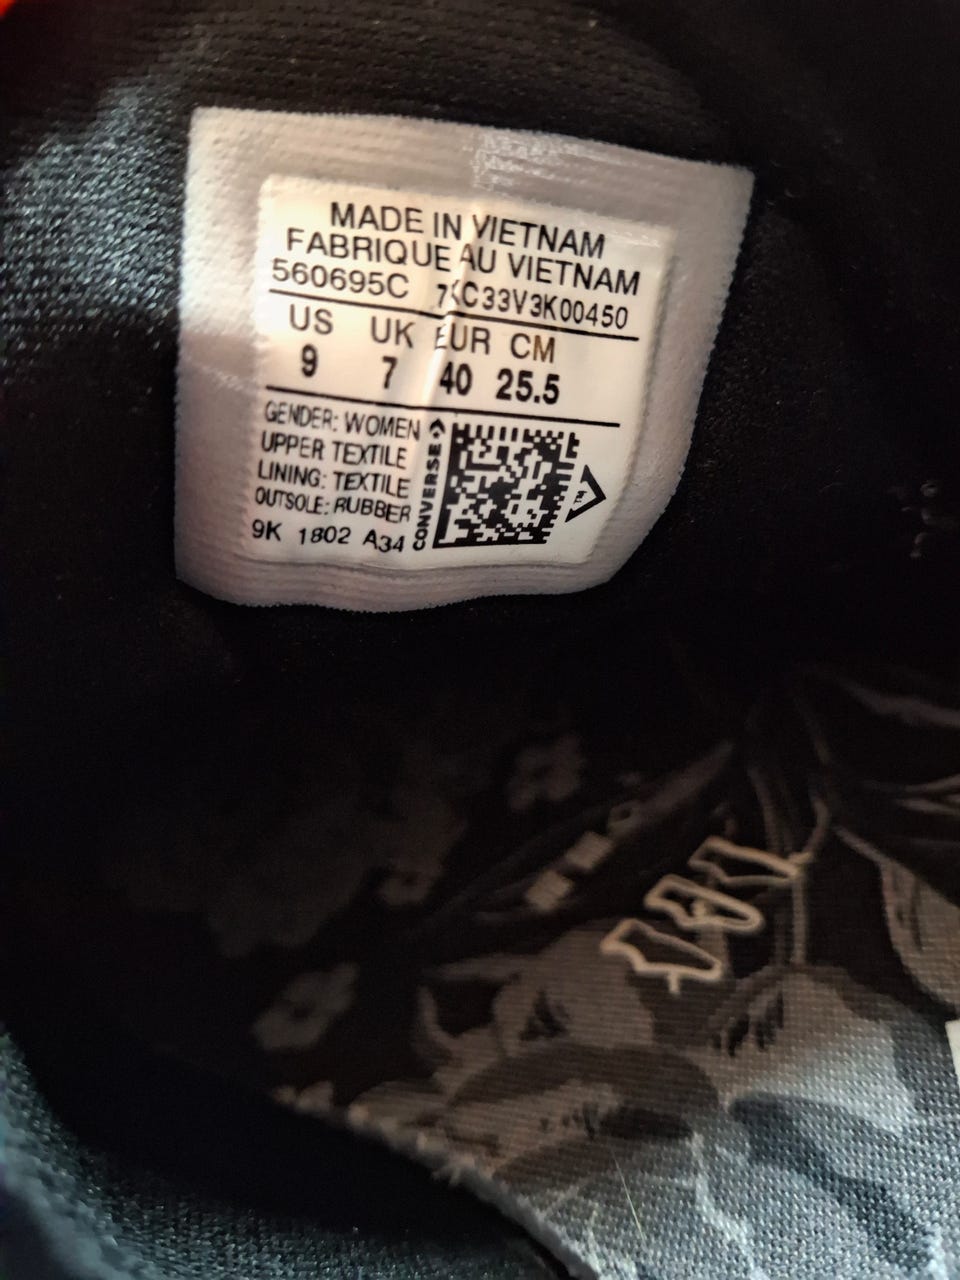 MADE IN VIETNAM
FABRIQUE AU VIETNAM
560695C 7KC33V3K00450
US UK EUR CM
9 7 40 25.5
GENDER: WOMEN
UPPER TEXTILE
LINING: TEXTILE
OUTSOLE: RUBBER
9K 1802 A34
CONVERSE